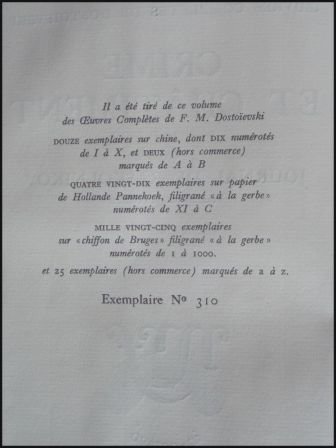 Il a été tiré de ce volume
des Œuvres Complètes de F. M. Dostoïevski
DOUZE exemplaires sur chine, dont DIX numérotés
de I à X, et DEUX (hors commerce)
marqués de A à B
QUATRE VINGT-DIX exemplaires sur papier
de Hollande Pannekoek, filigrané « à la gerbe »
numérotés de XI à C
MILLE VINGT-CINQ exemplaires
sur « chiffon de Bruges » filigrané « à la gerbe »
numérotés de 1 à 1000.
et 25 exemplaires (hors commerce) marqués de a à z.
Exemplaire Nº 310